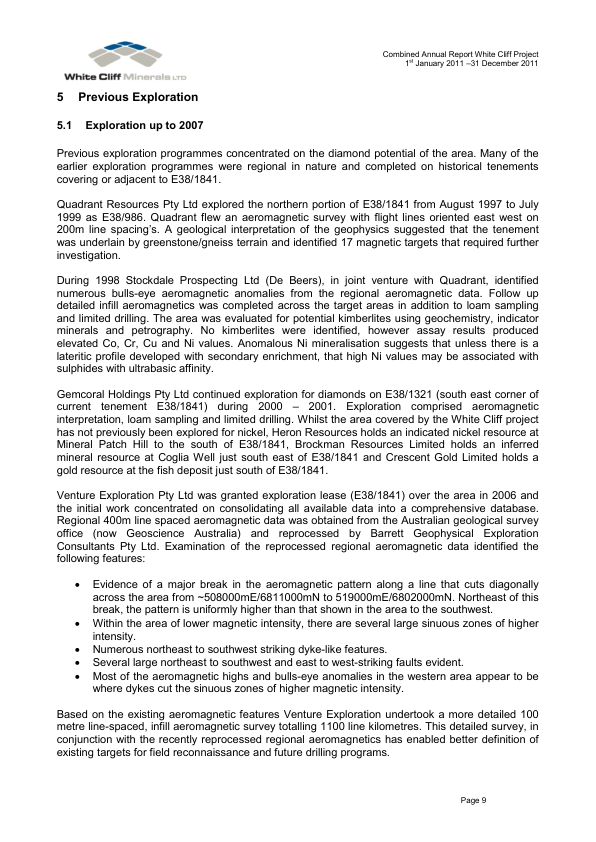 White Cliff Minerals LTD
Combined Annual Report White Cliff Project
1st January 2011 –31 December 2011
5 Previous Exploration
5.1 Exploration up to 2007
Previous exploration programmes concentrated on the diamond potential of the area. Many of the
earlier exploration programmes were regional in nature and completed on historical tenements
covering or adjacent to E38/1841.
Quadrant Resources Pty Ltd explored the northern portion of E38/1841 from August 1997 to July
1999 as E38/986. Quadrant flew an aeromagnetic survey with flight lines oriented east west on
200m line spacing's. A geological interpretation of the geophysics suggested that the tenement
was underlain by greenstone/gneiss terrain and identified 17 magnetic targets that required further
investigation.
During 1998 Stockdale Prospecting Ltd (De Beers), in joint venture with Quadrant, identified
numerous bulls-eye aeromagnetic anomalies from the regional aeromagnetic data. Follow up
detailed infill aeromagnetics was completed across the target areas in addition to loam sampling
and limited drilling. The area was evaluated for potential kimberlites using geochemistry, indicator
minerals and petrography. No kimberlites were identified, however assay results produced
elevated Co, Cr, Cu and Ni values. Anomalous Ni mineralisation suggests that unless there is a
lateritic profile developed with secondary enrichment, that high Ni values may be associated with
sulphides with ultrabasic affinity.
Gemcoral Holdings Pty Ltd continued exploration for diamonds on E38/1321 (south east corner of
current tenement E38/1841) during 2000 – 2001. Exploration comprised aeromagnetic
interpretation, loam sampling and limited drilling. Whilst the area covered by the White Cliff project
has not previously been explored for nickel, Heron Resources holds an indicated nickel resource at
Mineral Patch Hill to the south of E38/1841, Brockman Resources Limited holds an inferred
mineral resource at Coglia Well just south east of E38/1841 and Crescent Gold Limited holds a
gold resource at the fish deposit just south of E38/1841.
Venture Exploration Pty Ltd was granted exploration lease (E38/1841) over the area in 2006 and
the initial work concentrated on consolidating all available data into a comprehensive database.
Regional 400m line spaced aeromagnetic data was obtained from the Australian geological survey
office (now Geoscience Australia) and reprocessed by Barrett Geophysical Exploration
Consultants Pty Ltd. Examination of the reprocessed regional aeromagnetic data identified the
following features:
• Evidence of a major break in the aeromagnetic pattern along a line that cuts diagonally
across the area from ~508000mE/6811000mN to 519000mE/6802000mN. Northeast of this
break, the pattern is uniformly higher than that shown in the area to the southwest.
• Within the area of lower magnetic intensity, there are several large sinuous zones of higher
intensity.
• Numerous northeast to southwest striking dyke-like features.
• Several large northeast to southwest and east to west-striking faults evident.
• Most of the aeromagnetic highs and bulls-eye anomalies in the western area appear to be
where dykes cut the sinuous zones of higher magnetic intensity.
Based on the existing aeromagnetic features Venture Exploration undertook a more detailed 100
metre line-spaced, infill aeromagnetic survey totalling 1100 line kilometres. This detailed survey, in
conjunction with the recently reprocessed regional aeromagnetics has enabled better definition of
existing targets for field reconnaissance and future drilling programs.
Page 9